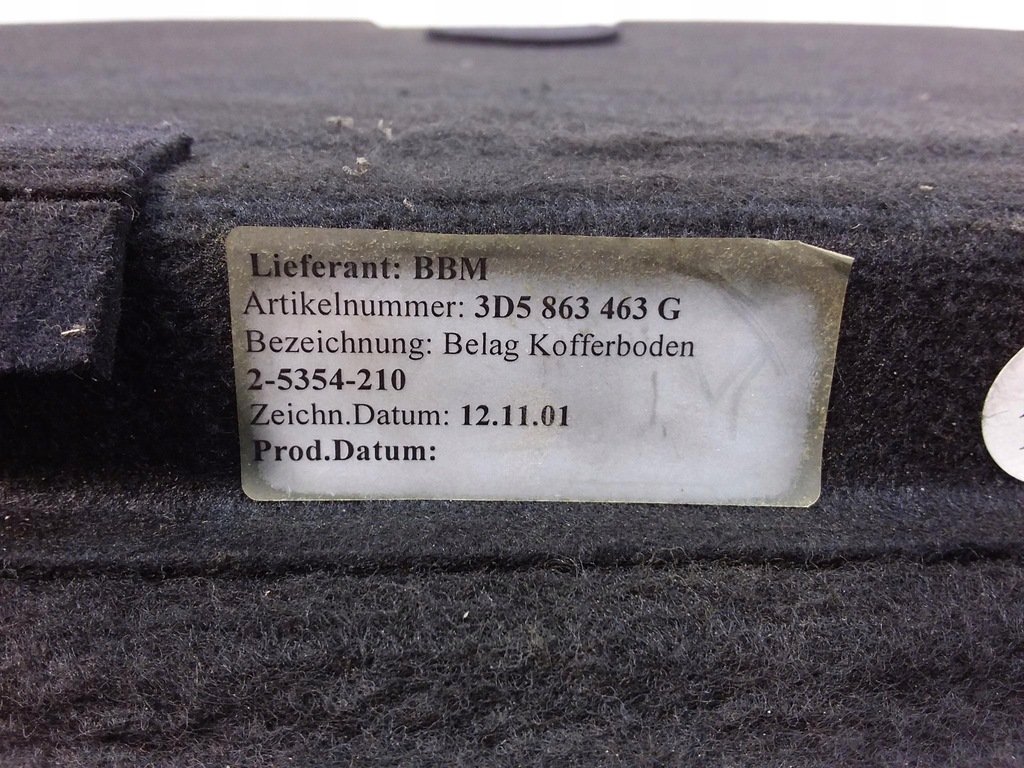 Lieferant: BBM
Artikelnummer: 3D5 863 463 G
Bezeichnung: Belag Kofferboden
2-5354-210
Zeichn.Datum: 12.11.01
Prod.Datum: